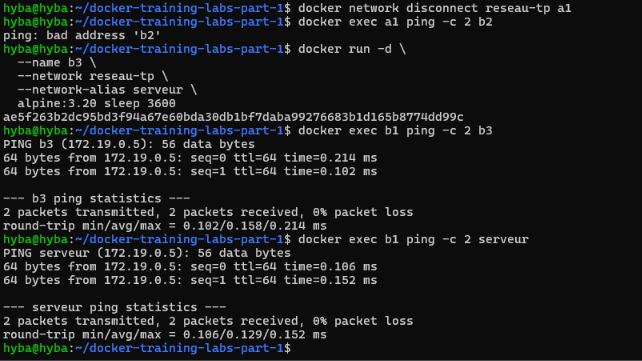 hyba@hyba:~/docker-training-labs-part-1$ docker network disconnect reseau-tp a1
hyba@hyba:~/docker-training-labs-part-1$ docker exec a1 ping -c 2 b2
ping: bad address 'b2'
hyba@hyba:~/docker-training-labs-part-1$ docker run -d \
  --name b3 \
  --network reseau-tp \
  --network-alias serveur \
  alpine:3.20 sleep 3600
ae5f263b2dc95bd3f94a67e60bda30db1bf7daba99276683b1d165b8774dd99c
hyba@hyba:~/docker-training-labs-part-1$ docker exec b1 ping -c 2 b3
PING b3 (172.19.0.5): 56 data bytes
64 bytes from 172.19.0.5: seq=0 ttl=64 time=0.214 ms
64 bytes from 172.19.0.5: seq=1 ttl=64 time=0.102 ms

--- b3 ping statistics ---
2 packets transmitted, 2 packets received, 0% packet loss
round-trip min/avg/max = 0.102/0.158/0.214 ms
hyba@hyba:~/docker-training-labs-part-1$ docker exec b1 ping -c 2 serveur
PING serveur (172.19.0.5): 56 data bytes
64 bytes from 172.19.0.5: seq=0 ttl=64 time=0.106 ms
64 bytes from 172.19.0.5: seq=1 ttl=64 time=0.152 ms

--- serveur ping statistics ---
2 packets transmitted, 2 packets received, 0% packet loss
round-trip min/avg/max = 0.106/0.129/0.152 ms
hyba@hyba:~/docker-training-labs-part-1$